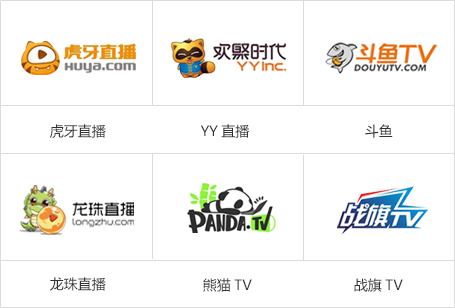 虎牙直播
Huya.com
欢聚时代
YY Inc.
斗鱼TV
DOUYUTV.COM
虎牙直播
YY 直播
斗鱼
龙珠直播
longzhu.com
PANDA.TV
战旗TV
龙珠直播
熊猫 TV
战旗 TV